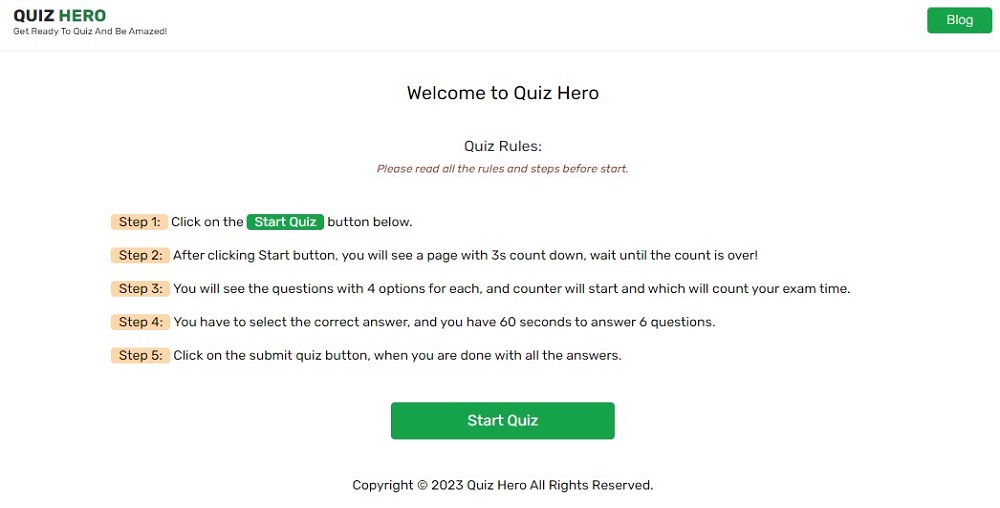 QUIZ HERO
Get Ready To Quiz And Be Amazed!
Blog
Welcome to Quiz Hero
Quiz Rules:
Please read all the rules and steps before start.
Step 1: Click on the Start Quiz button below.
Step 2: After clicking Start button, you will see a page with 3s count down, wait until the count is over!
Step 3: You will see the questions with 4 options for each, and counter will start and which will count your exam time.
Step 4: You have to select the correct answer, and you have 60 seconds to answer 6 questions.
Step 5: Click on the submit quiz button, when you are done with all the answers.
Start Quiz
Copyright © 2023 Quiz Hero All Rights Reserved.